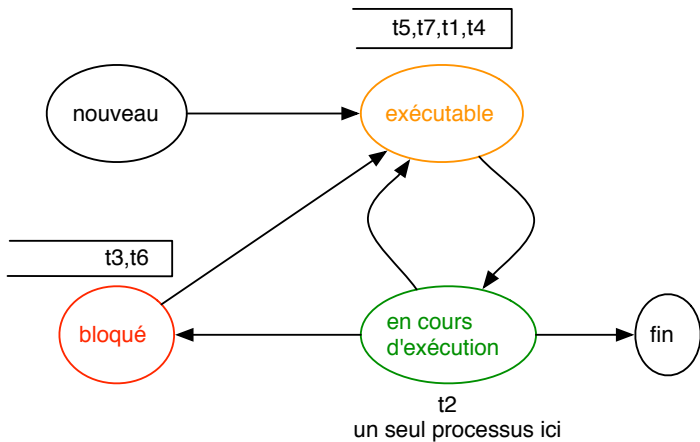 t5,t7,t1,t4
nouveau
exécutable
t3,t6
bloqué
en cours
d'exécution
fin
t2
un seul processus ici